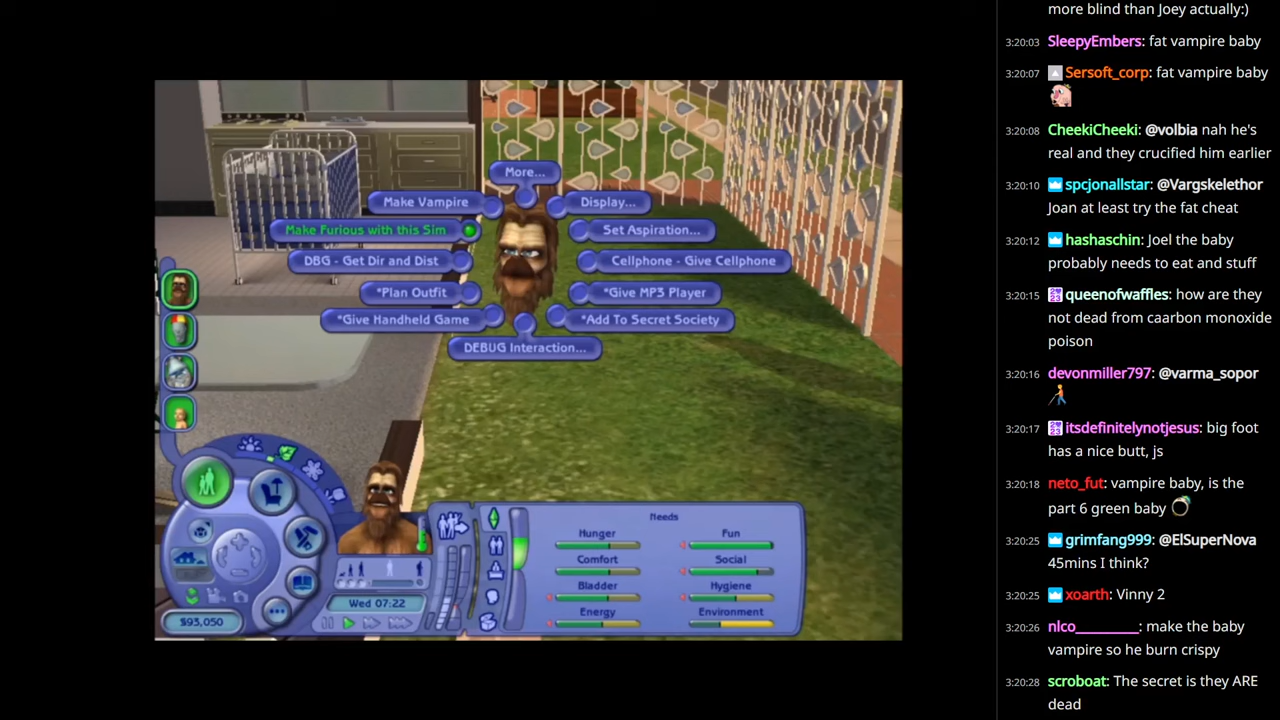 More...
Make Vampire
Display...
Make Furious with this Sim
Set Aspiration...
DBG - Get Dir and Dist
Cellphone - Give Cellphone
*Plan Outfit
*Give MP3 Player
*Give Handheld Game
*Add To Secret Society
DEBUG Interaction...
Needs
Hunger
Fun
Comfort
Social
Bladder
Hygiene
Energy
Environment
Wed 07:22
$93,050
more blind than Joey actually:)
3:20:03 SleepyEmbers: fat vampire baby
3:20:07 Sersoft_corp: fat vampire baby
3:20:08 CheekiCheeki: @volbia nah he's
real and they crucified him earlier
3:20:10 spcjonallstar: @Vargskelethor
Joan at least try the fat cheat
3:20:12 hashaschin: Joel the baby
probably needs to eat and stuff
3:20:15 queenofwaffles: how are they
not dead from caarbon monoxide
poison
3:20:16 devonmiller797: @varma_sopor
3:20:17 itsdefinitelynotjesus: big foot
has a nice butt, js
3:20:18 neto_fut: vampire baby, is the
part 6 green baby
3:20:25 grimfang999: @ElSuperNova
45mins I think?
3:20:25 xoarth: Vinny 2
3:20:26 nico_________: make the baby
vampire so he burn crispy
3:20:28 scroboat: The secret is they ARE
dead